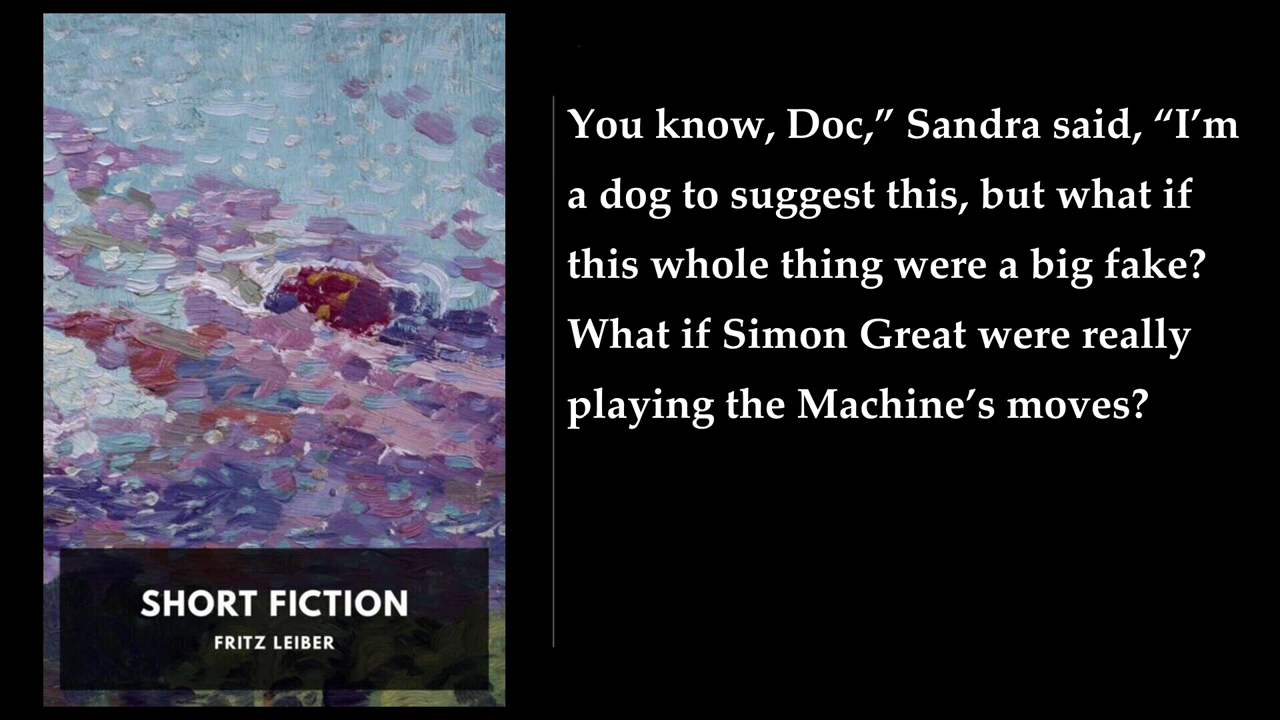 You know, Doc,” Sandra said, “I’m
a dog to suggest this, but what if
this whole thing were a big fake?
What if Simon Great were really
playing the Machine’s moves?
SHORT FICTION
FRITZ LEIBER